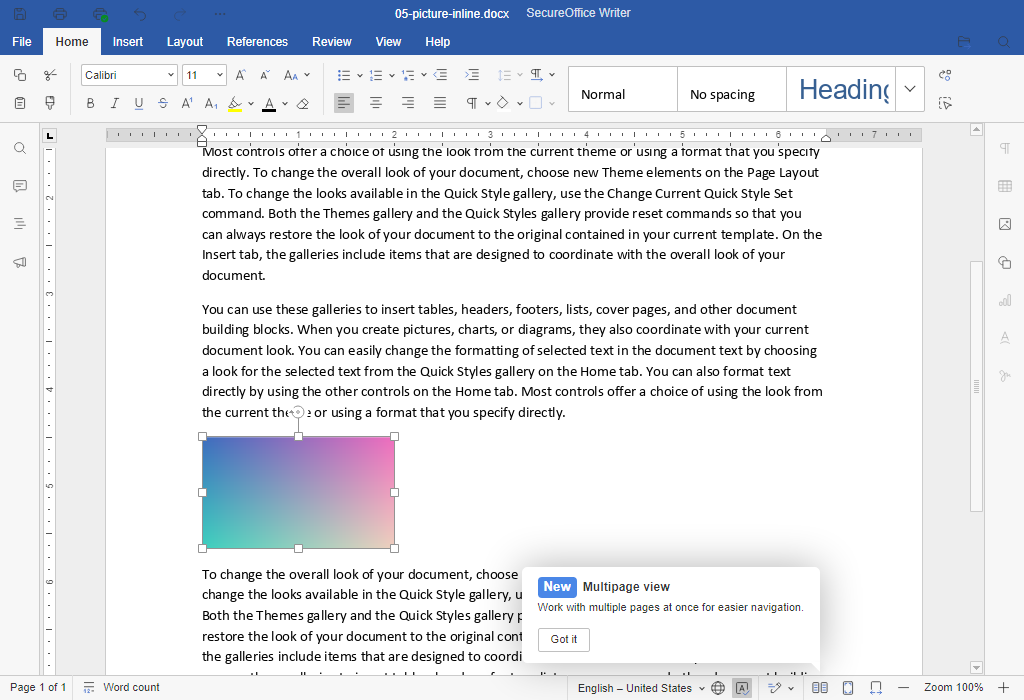 05-picture-inline.docx SecureOffice Writer
File Home Insert Layout References Review View Help
Calibri 11 Normal No spacing Heading
1 2 3 4 5 6 7
Most controls offer a choice of using the look from the current theme or using a format that you specify
directly. To change the overall look of your document, choose new Theme elements on the Page Layout
tab. To change the looks available in the Quick Style gallery, use the Change Current Quick Style Set
command. Both the Themes gallery and the Quick Styles gallery provide reset commands so that you
can always restore the look of your document to the original contained in your current template. On the
Insert tab, the galleries include items that are designed to coordinate with the overall look of your
document.
You can use these galleries to insert tables, headers, footers, lists, cover pages, and other document
building blocks. When you create pictures, charts, or diagrams, they also coordinate with your current
document look. You can easily change the formatting of selected text in the document text by choosing
a look for the selected text from the Quick Styles gallery on the Home tab. You can also format text
directly by using the other controls on the Home tab. Most controls offer a choice of using the look from
the current or using a format that you specify directly.
To change the overall look of your document, choose
change the looks available in the Quick Style gallery,
Both the Themes gallery and the Quick Styles gallery
restore the look of your document to the original
the galleries include items that are designed to
New Multipage view
Work with multiple pages at once for easier navigation.
Got it
Page 1 of 1 Word count English – United States Zoom 100%